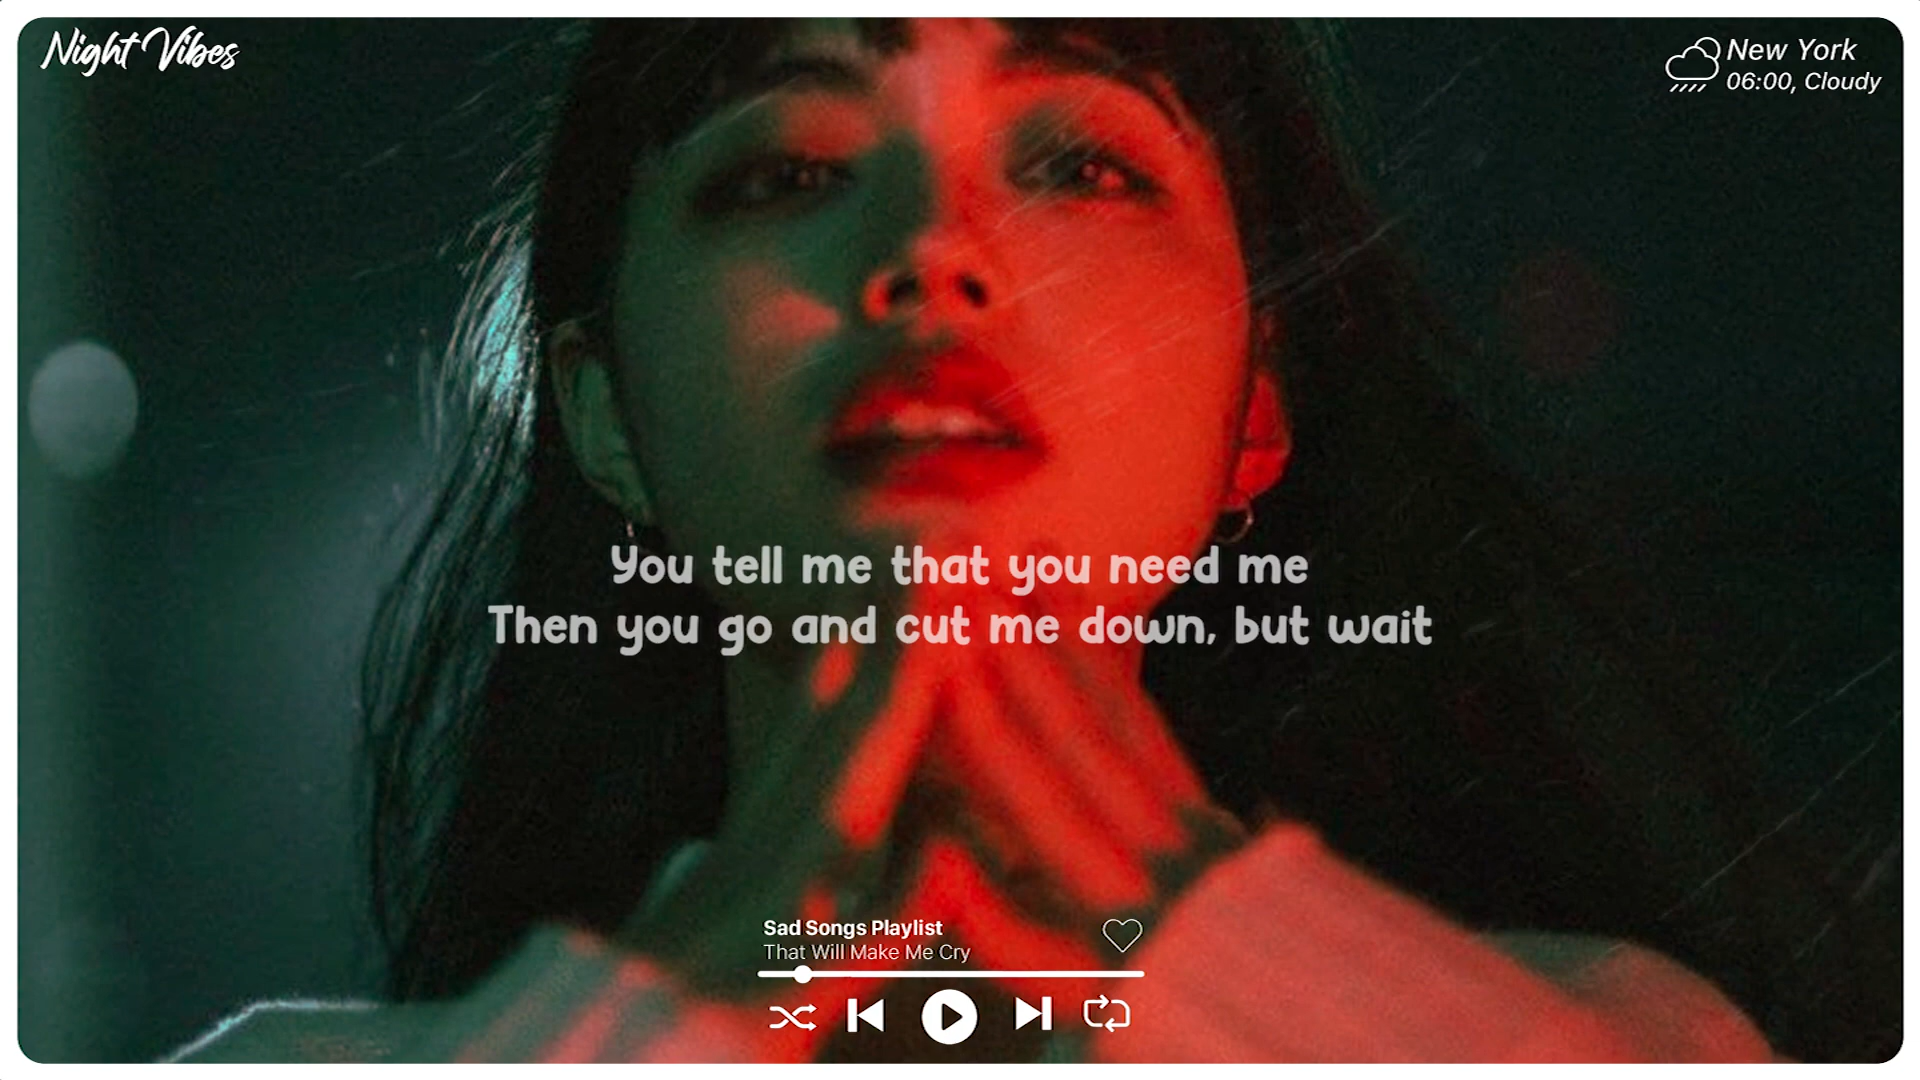 Night Vibes
New York
06:00, Cloudy
You tell me that you need me
Then you go and cut me down, but wait
Sad Songs Playlist
That Will Make Me Cry